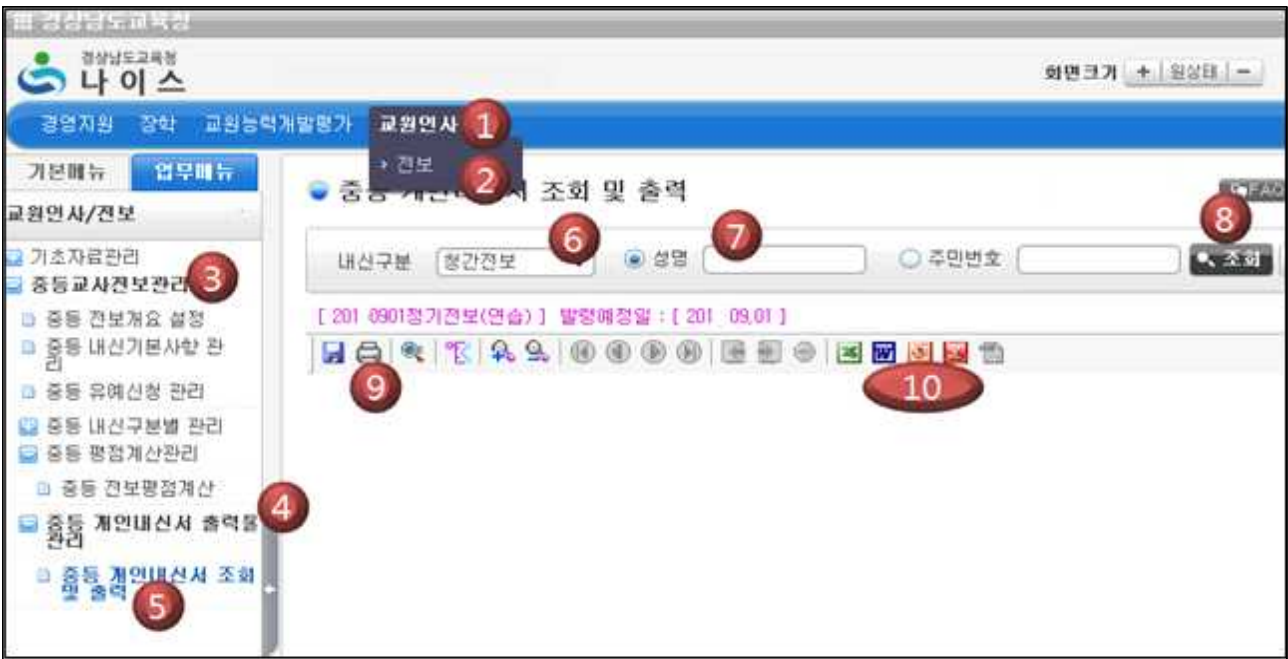 경상남도교육청
경상남도교육청
나이스
화면크기 + 원상태 -
경영지원 장학 교원능력개발평가 교원인사 1
전보 2
기본메뉴 업무메뉴
교원인사/전보
중등 조회 및 출력
FAQ
8
기초자료관리
중등교사전보관리 3
중등 전보개요 설정
중등 내신기본사항 관
리
중등 유예신청 관리
중등 내신구분별 관리
중등 평정계산관리
중등 전보평정계산
4
중등 개인내신서 출력물
관리
중등 개인내신서 조회
및 출력 5
6 7
내신구분 청간전보 성명 주민번호 조회
[ 201 0901정기전보(연습) ] 발령예정일 : [ 201 09.01 ]
9 10